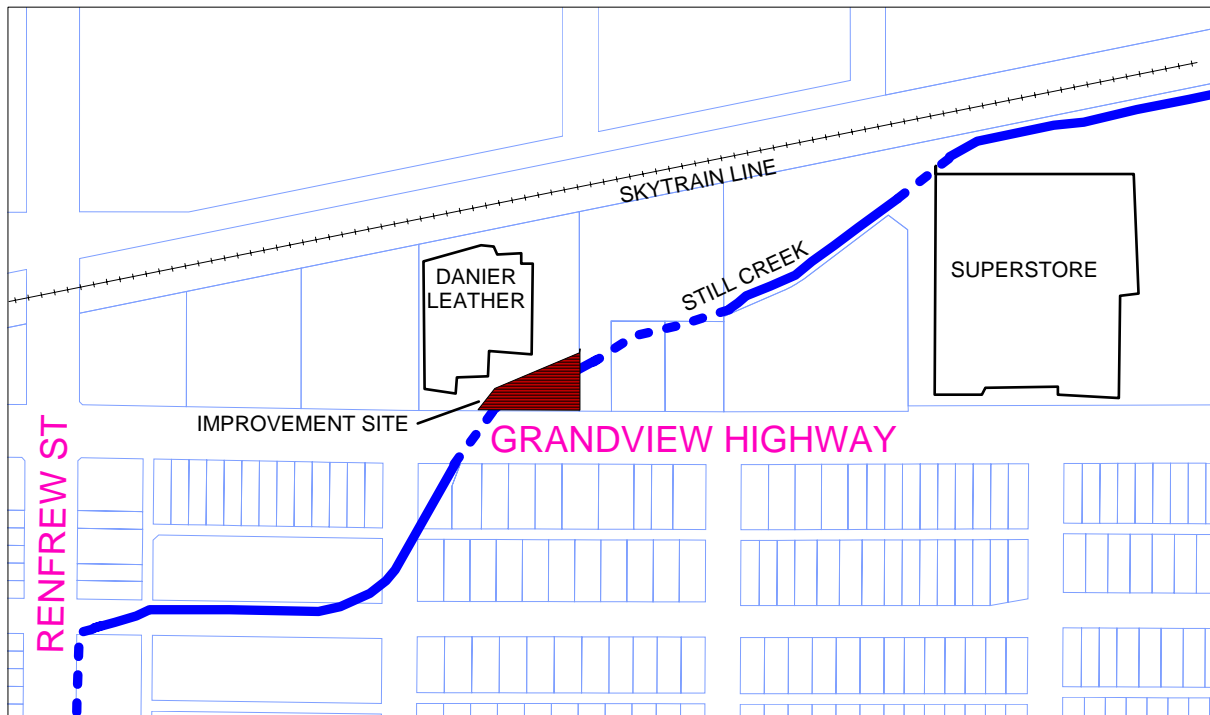 SKYTRAIN LINE
DANIER
LEATHER
STILL CREEK
SUPERSTORE
IMPROVEMENT SITE
GRANDVIEW HIGHWAY
RENFREW ST